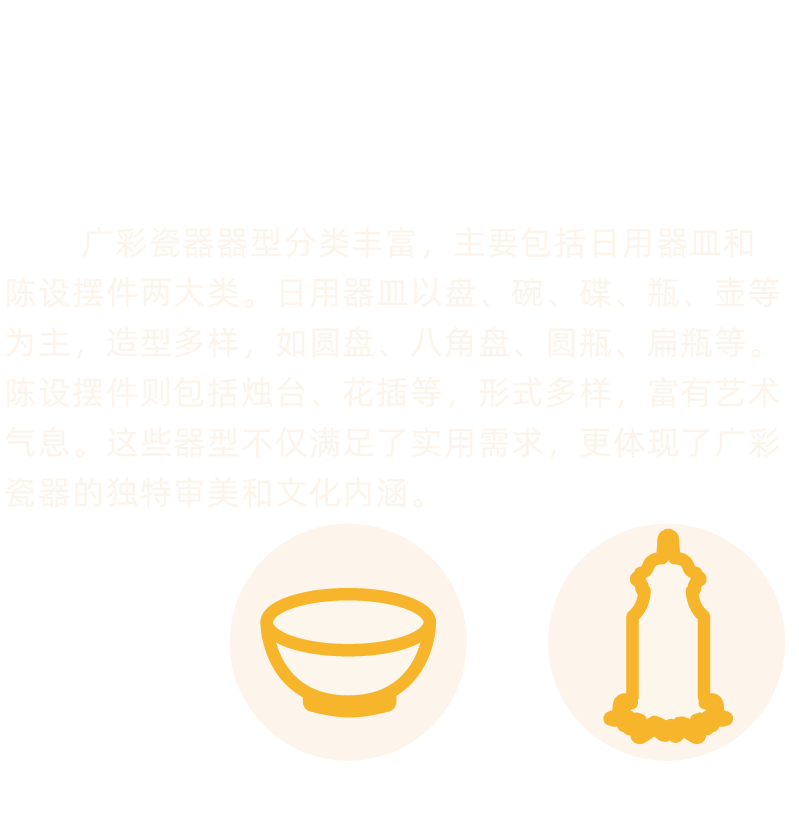 广彩瓷器器型分类丰富，主要包括日用器皿和
陈设摆件两大类。日用器皿以盘、碗、碟、瓶、壶等
为主，造型多样，如圆盘、八角盘、圆瓶、扁瓶等。
陈设摆件则包括烛台、花插等，形式多样，富有艺术
气息。这些器型不仅满足了实用需求，更体现了广彩
瓷器的独特审美和文化内涵。